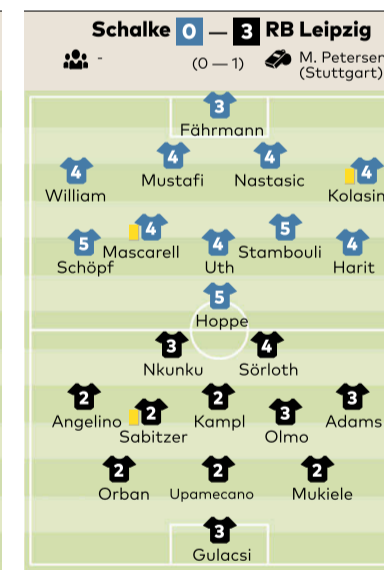 Schalke 0 — 3 RB Leipzig
- (0 — 1) M. Petersen
(Stuttgart)
3
Fährmann
4 4 4 4
William Mustafi Nastasic Kolasin
5 4 4 5 4
Schöpf Mascarell Uth Stambouli Harit
5
Hoppe
3 4
Nkunku Sörloth
2 2 2 3 3
Angelino Sabitzer Kampl Olmo Adams
2 2 2
Orban Upamecano Mukiele
3
Gulacsi